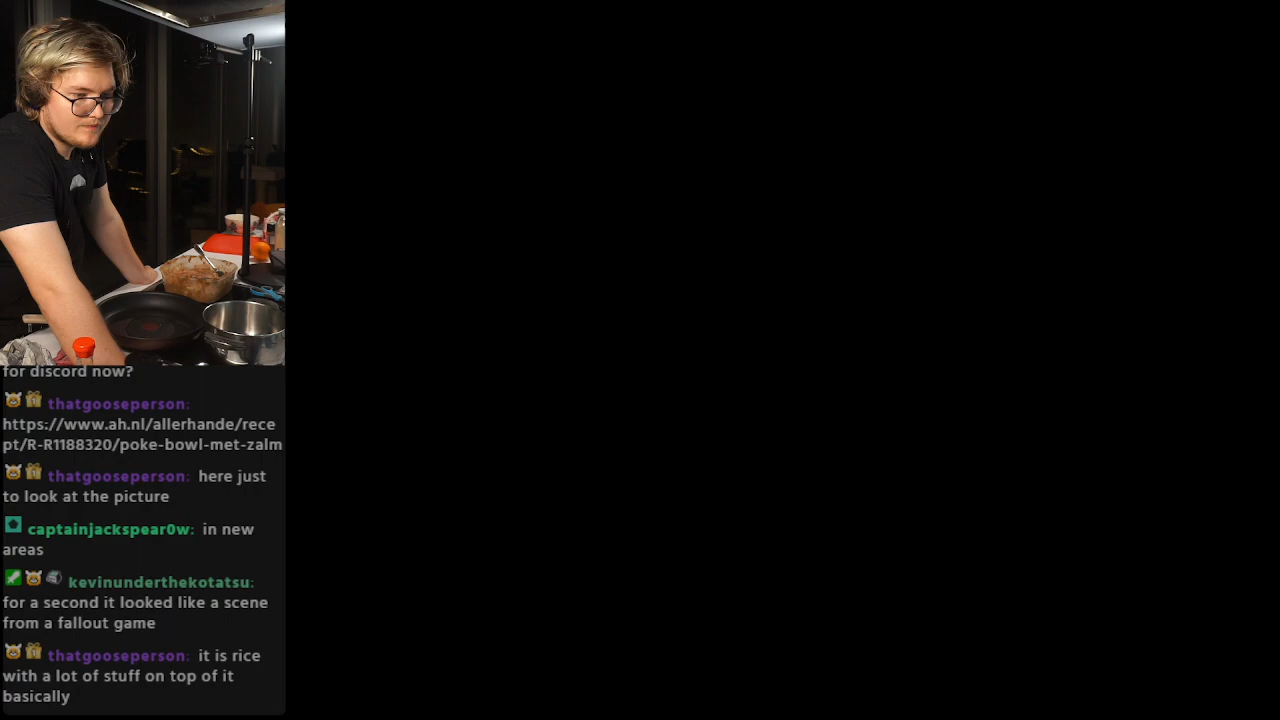 for discord now?
thatgooseperson:
https://www.ah.nl/allerhande/rece
pt/R-R1188320/poke-bowl-met-zalm
thatgooseperson: here just
to look at the picture
captainjackspear0w: in new
areas
kevinunderthekotatsu:
for a second it looked like a scene
from a fallout game
thatgooseperson: it is rice
with a lot of stuff on top of it
basically